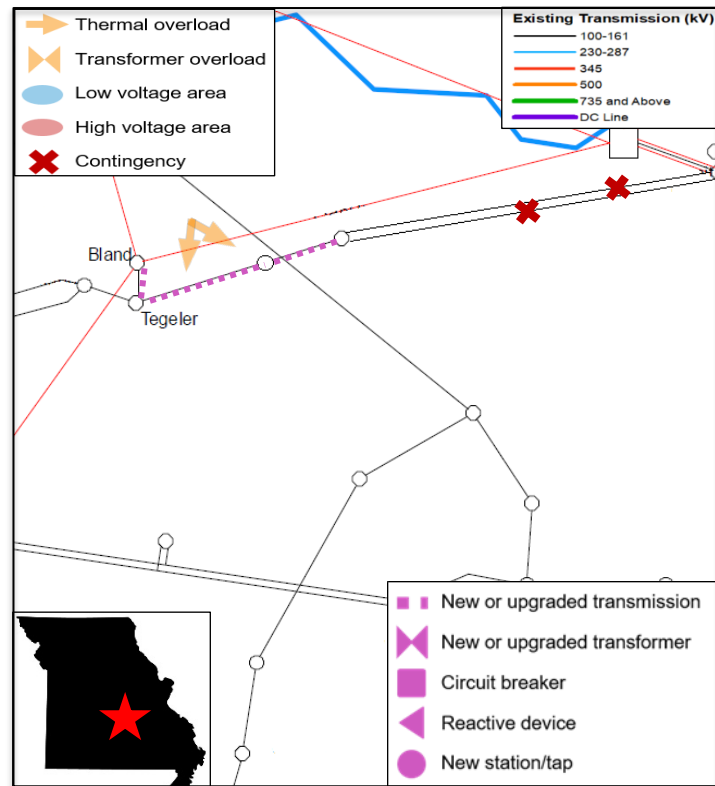 Thermal overload
Transformer overload
Low voltage area
High voltage area
Contingency
Existing Transmission (kV)
100-161
230-287
345
500
735 and Above
DC Line
Bland
Tegeler
New or upgraded transmission
New or upgraded transformer
Circuit breaker
Reactive device
New station/tap